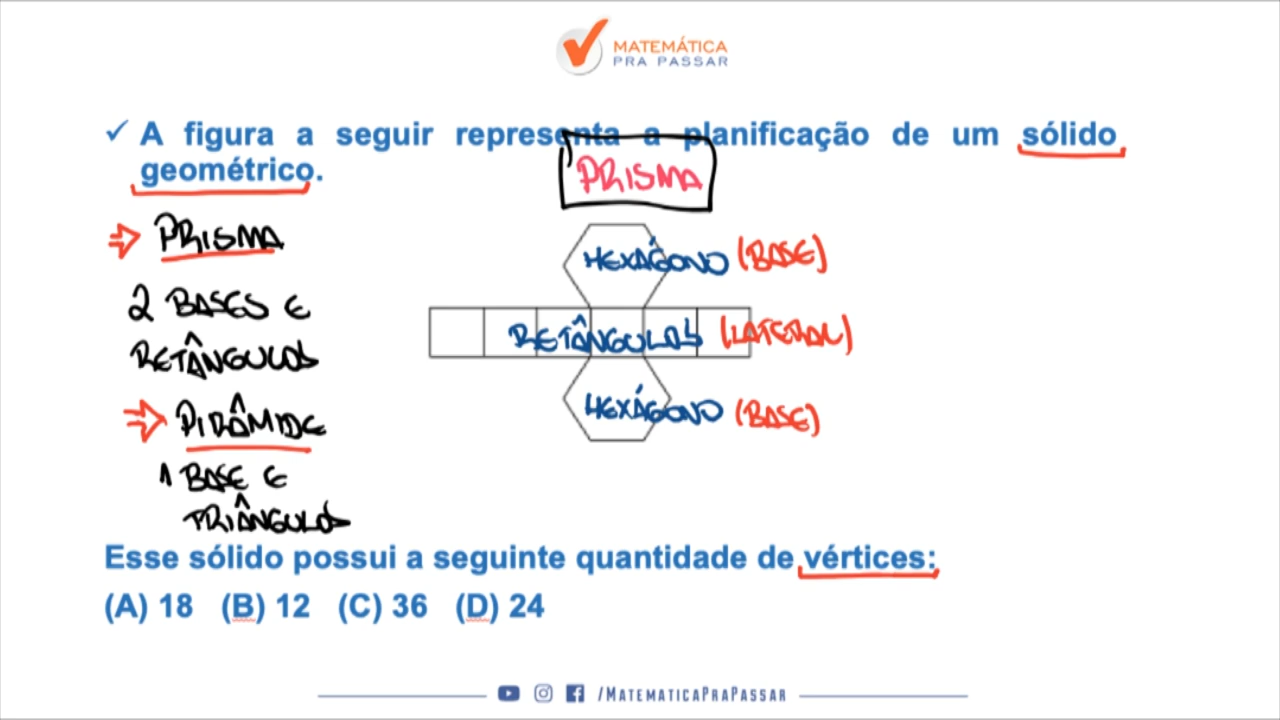 MATEMÁTICA
PRA PASSAR
✓ A figura a seguir representa a planificação de um sólido
geométrico.
PRISMA
⇒ PRISMA
2 BASES E
RETÂNGULOS
⇒ PIRÂMIDE
1 BASE E
TRIÂNGULOS
HEXÁGONO (BASE)
RETÂNGULOS (LATERAL)
HEXÁGONO (BASE)
Esse sólido possui a seguinte quantidade de vértices:
(A) 18 (B) 12 (C) 36 (D) 24
/MATEMATICAPRAPASSAR